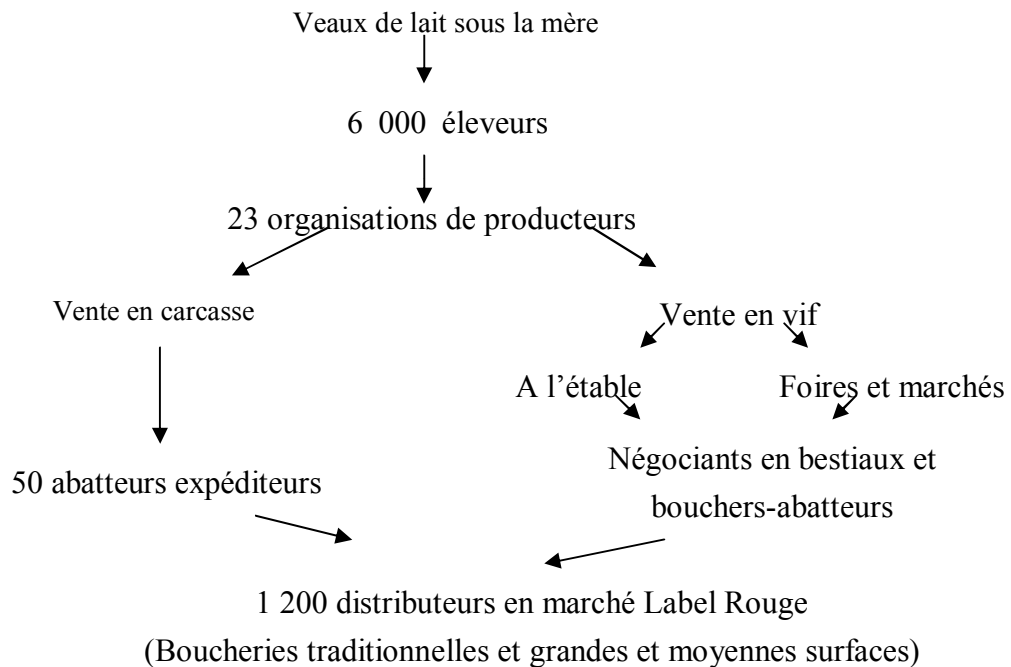 Veaux de lait sous la mère
6 000 éleveurs
23 organisations de producteurs
Vente en carcasse
Vente en vif
A l’étable
Foires et marchés
50 abatteurs expéditeurs
Négociants en bestiaux et
bouchers-abatteurs
1 200 distributeurs en marché Label Rouge
(Boucheries traditionnelles et grandes et moyennes surfaces)